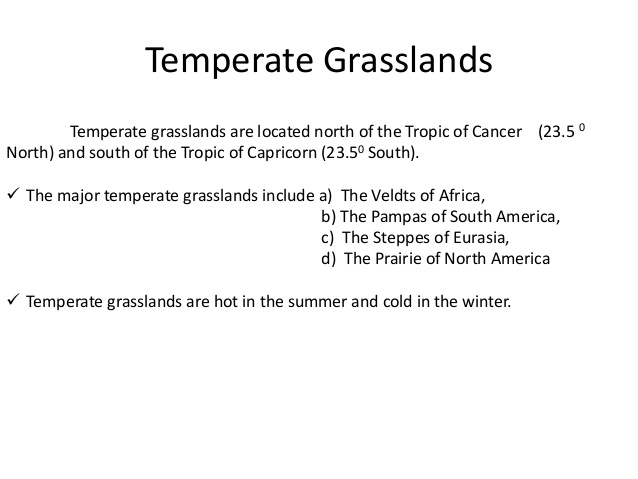 Temperate Grasslands
Temperate grasslands are located north of the Tropic of Cancer (23.5 ⁰
North) and south of the Tropic of Capricorn (23.5⁰ South).
✓ The major temperate grasslands include a) The Veldts of Africa,
b) The Pampas of South America,
c) The Steppes of Eurasia,
d) The Prairie of North America
✓ Temperate grasslands are hot in the summer and cold in the winter.